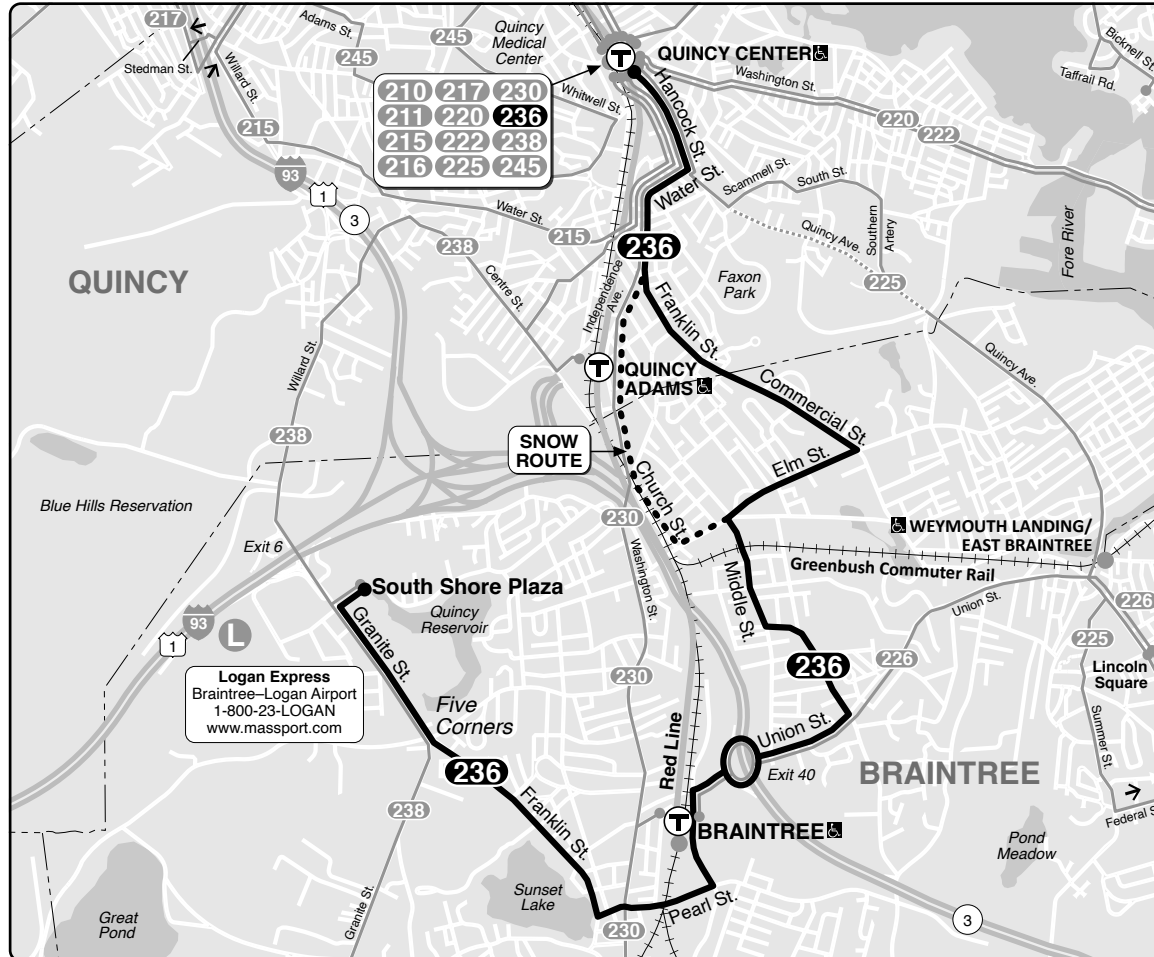 217
Adams St.
245
245
Quincy
Medical
Center
QUINCY CENTER
Bicknell St.
Taffrail Rd.
Stedman St.
Willard St.
Washington St.
210 217 230
211 220 236
215 222 238
216 225 245
Whitwell St.
Hancock St.
220
222
215
93
1
3
Water St.
Scammell St.
South St.
Water St.
215
238
236
Quincy Ave.
Southern
Artery
225
Fore River
QUINCY
Centre St.
Independence
Ave.
Faxon
Park
Franklin St.
Willard St.
T
QUINCY
ADAMS
Quincy Ave.
Commercial St.
238
SNOW
ROUTE
Elm St.
Church St.
Blue Hills Reservation
230
WEYMOUTH LANDING/
EAST BRAINTREE
Exit 6
Washington St.
Greenbush Commuter Rail
South Shore Plaza
Middle St.
Union St.
226
Quincy
Reservoir
Granite St.
93
1
L
225
226
236
Logan Express
Braintree–Logan Airport
1-800-23-LOGAN
www.massport.com
230
Lincoln
Square
Five
Corners
Union St.
Summer St.
Red Line
236
Exit 40
BRAINTREE
238
Franklin St.
T
BRAINTREE
Federal S
Pond
Meadow
Sunset
Lake
Pearl St.
Great
Pond
Granite St.
230
3
T